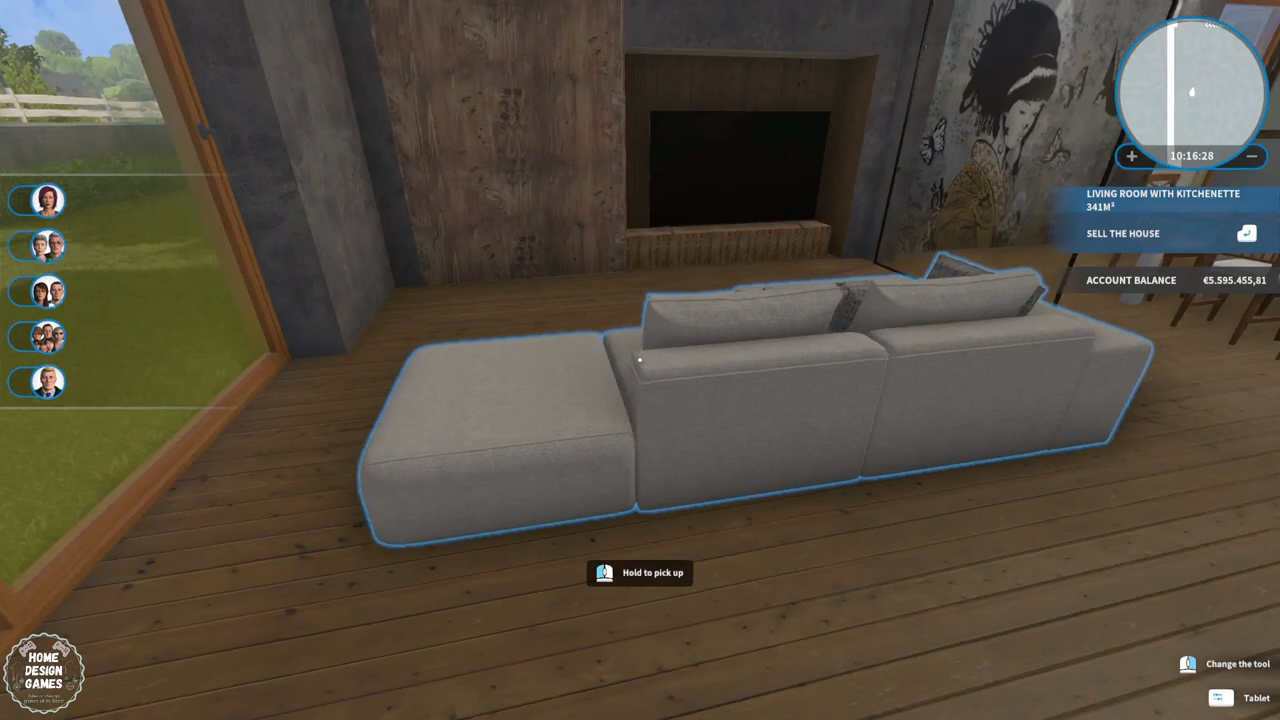 10:16:28
LIVING ROOM WITH KITCHENETTE
341M²
SELL THE HOUSE
ACCOUNT BALANCE €5.595.455,81
Hold to pick up
HOME
DESIGN
GAMES
Change the tool
Tablet